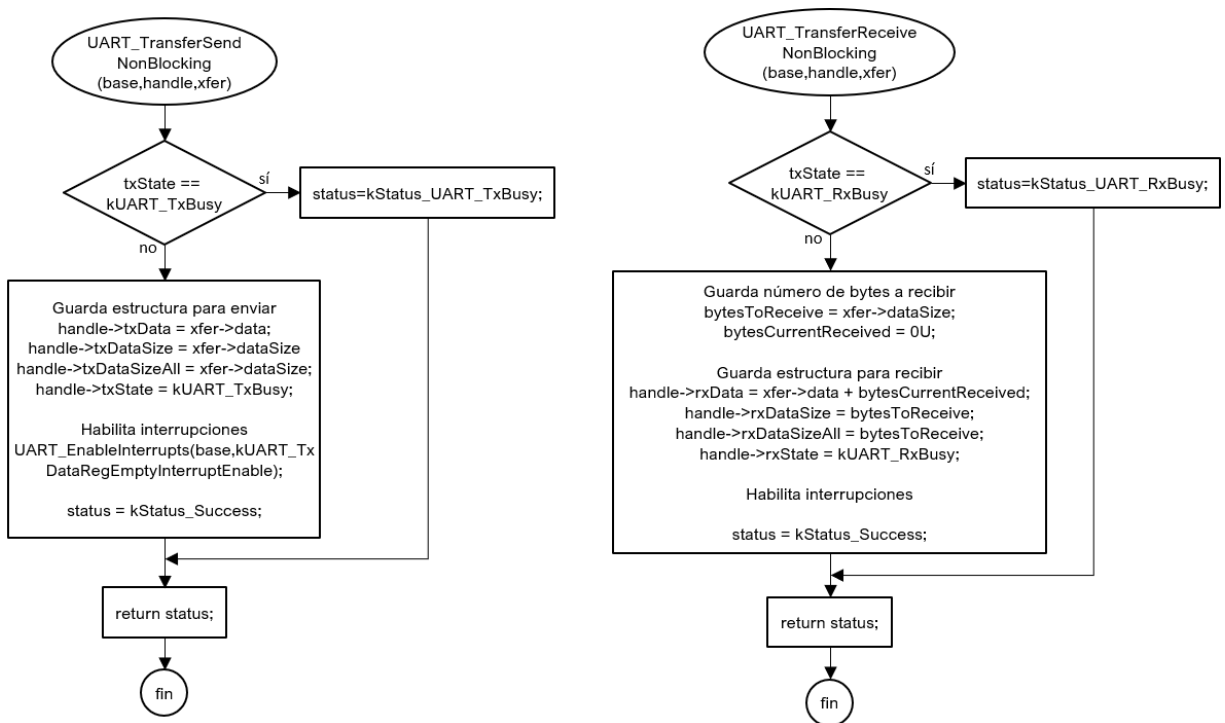 UART_TransferSend
NonBlocking
(base,handle,xfer)
txState ==
kUART_TxBusy
sí
status=kStatus_UART_TxBusy;
no
Guarda estructura para enviar
handle->txData = xfer->data;
handle->txDataSize = xfer->dataSize
handle->txDataSizeAll = xfer->dataSize;
handle->txState = kUART_TxBusy;
Habilita interrupciones
UART_EnableInterrupts(base,kUART_Tx
DataRegEmptyInterruptEnable);
status = kStatus_Success;
return status;
fin
UART_TransferReceive
NonBlocking
(base,handle,xfer)
txState ==
kUART_RxBusy
sí
status=kStatus_UART_RxBusy;
no
Guarda número de bytes a recibir
bytesToReceive = xfer->dataSize;
bytesCurrentReceived = 0U;
Guarda estructura para recibir
handle->rxData = xfer->data + bytesCurrentReceived;
handle->rxDataSize = bytesToReceive;
handle->rxDataSizeAll = bytesToReceive;
handle->rxState = kUART_RxBusy;
Habilita interrupciones
status = kStatus_Success;
return status;
fin